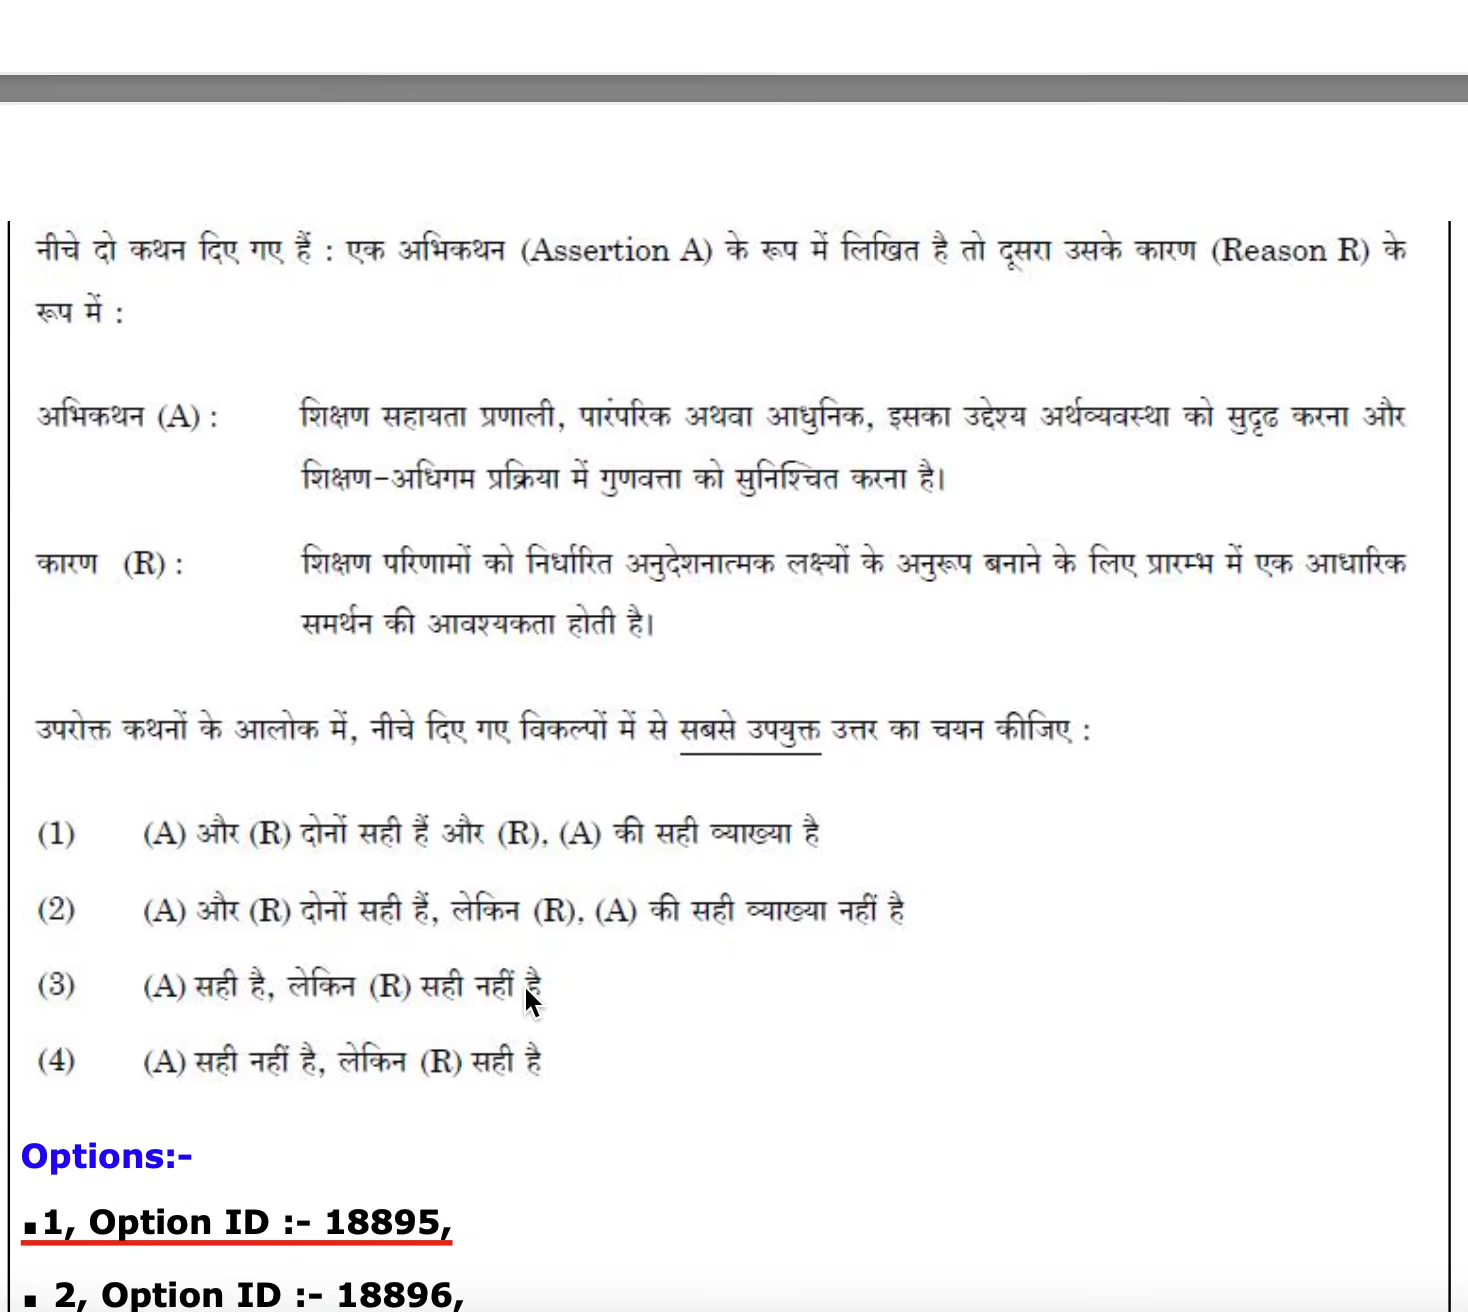 नीचे दो कथन दिए गए हैं : एक अभिकथन (Assertion A) के रूप में लिखित है तो दूसरा उसके कारण (Reason R) के
रूप में :
अभिकथन (A) : शिक्षण सहायता प्रणाली, पारंपरिक अथवा आधुनिक, इसका उद्देश्य अर्थव्यवस्था को सुदृढ करना और
शिक्षण-अधिगम प्रक्रिया में गुणवत्ता को सुनिश्चित करना है।
कारण (R) : शिक्षण परिणामों को निर्धारित अनुदेशनात्मक लक्ष्यों के अनुरूप बनाने के लिए प्रारम्भ में एक आधारिक
समर्थन की आवश्यकता होती है।
उपरोक्त कथनों के आलोक में, नीचे दिए गए विकल्पों में से सबसे उपयुक्त उत्तर का चयन कीजिए :
(1) (A) और (R) दोनों सही हैं और (R), (A) की सही व्याख्या है
(2) (A) और (R) दोनों सही हैं, लेकिन (R), (A) की सही व्याख्या नहीं है
(3) (A) सही है, लेकिन (R) सही नहीं है
(4) (A) सही नहीं है, लेकिन (R) सही है
Options:-
▪1, Option ID :- 18895,
▪ 2, Option ID :- 18896,